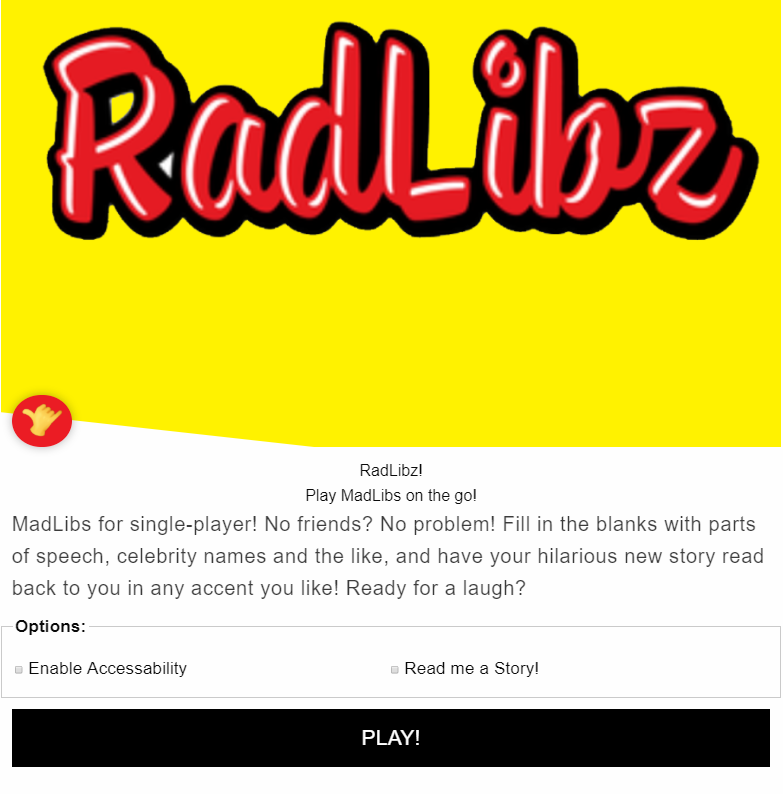 RadLibz
RadLibz!
Play MadLibs on the go!
MadLibs for single-player! No friends? No problem! Fill in the blanks with parts
of speech, celebrity names and the like, and have your hilarious new story read
back to you in any accent you like! Ready for a laugh?
Options:
Enable Accessability
Read me a Story!
PLAY!